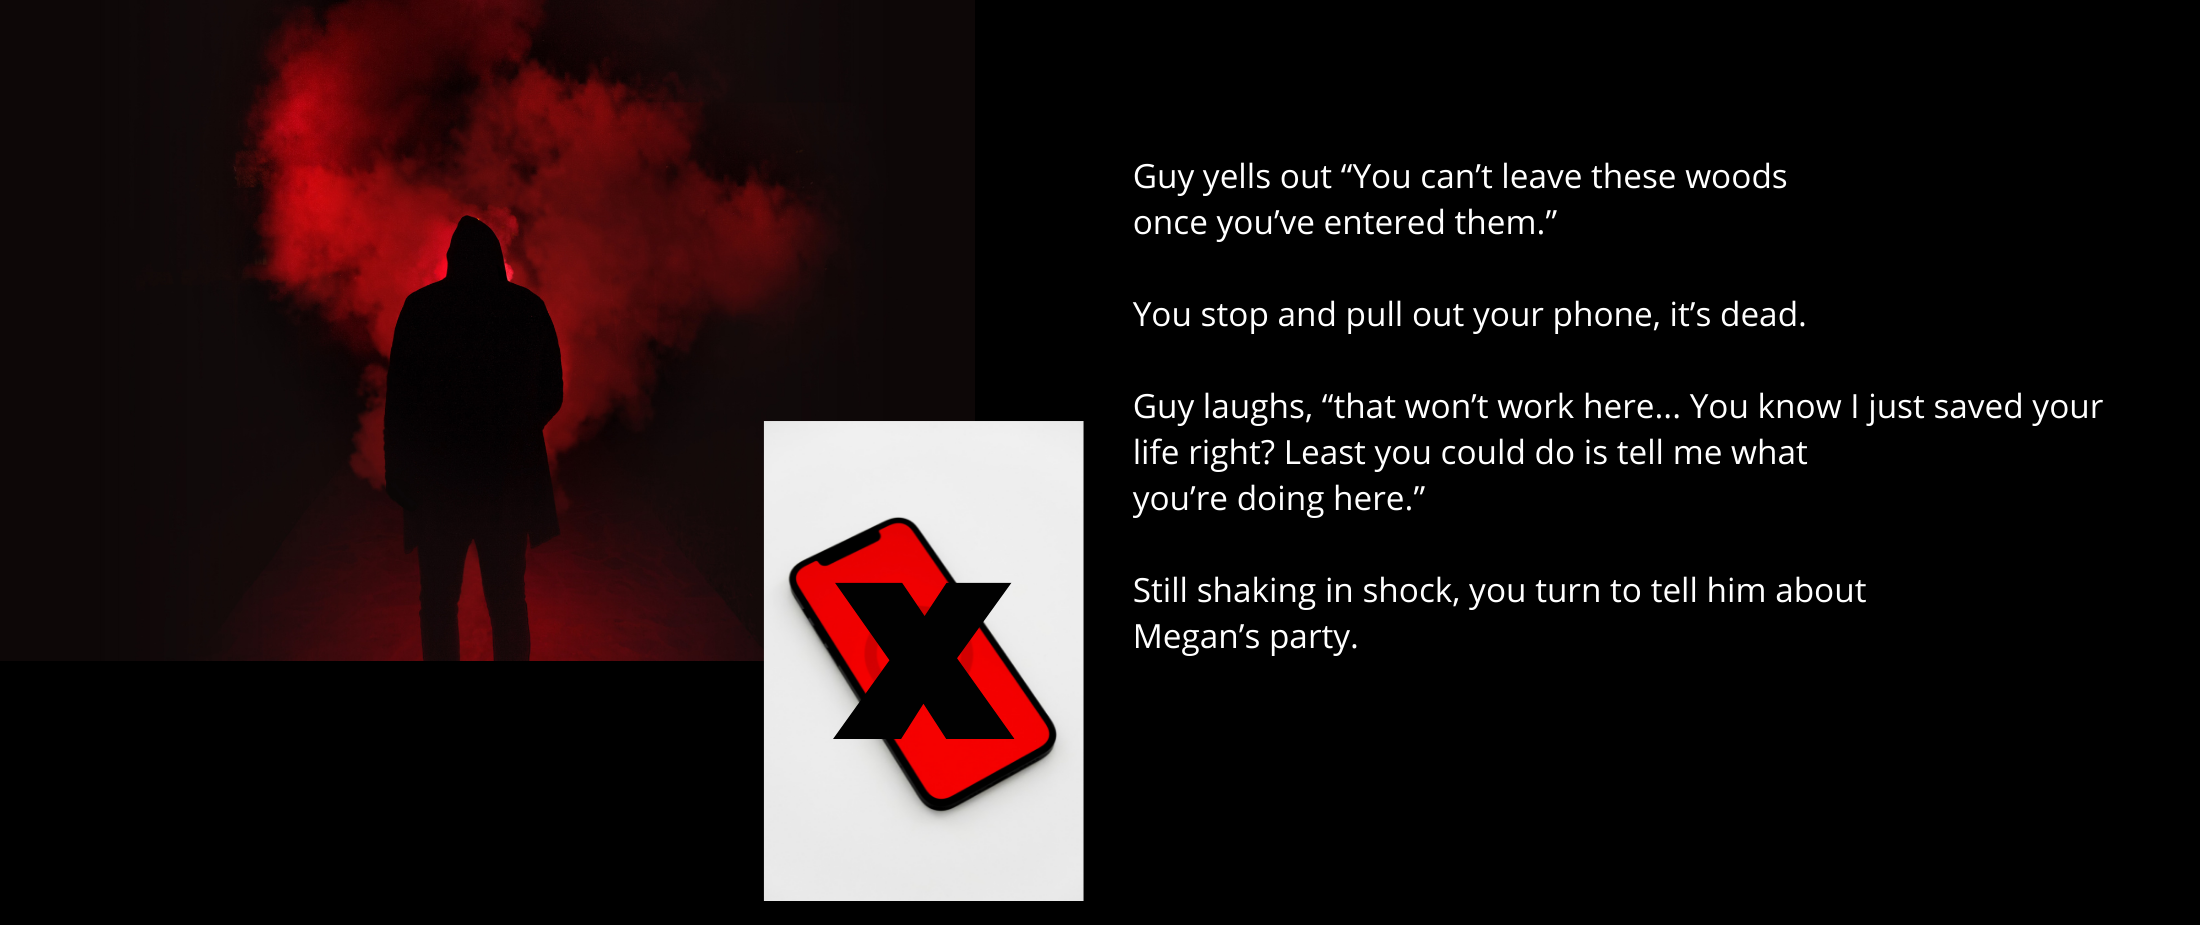 Guy yells out “You can’t leave these woods
once you’ve entered them.”
You stop and pull out your phone, it’s dead.
Guy laughs, “that won’t work here... You know I just saved your
life right? Least you could do is tell me what
you’re doing here.”
Still shaking in shock, you turn to tell him about
Megan’s party.
X